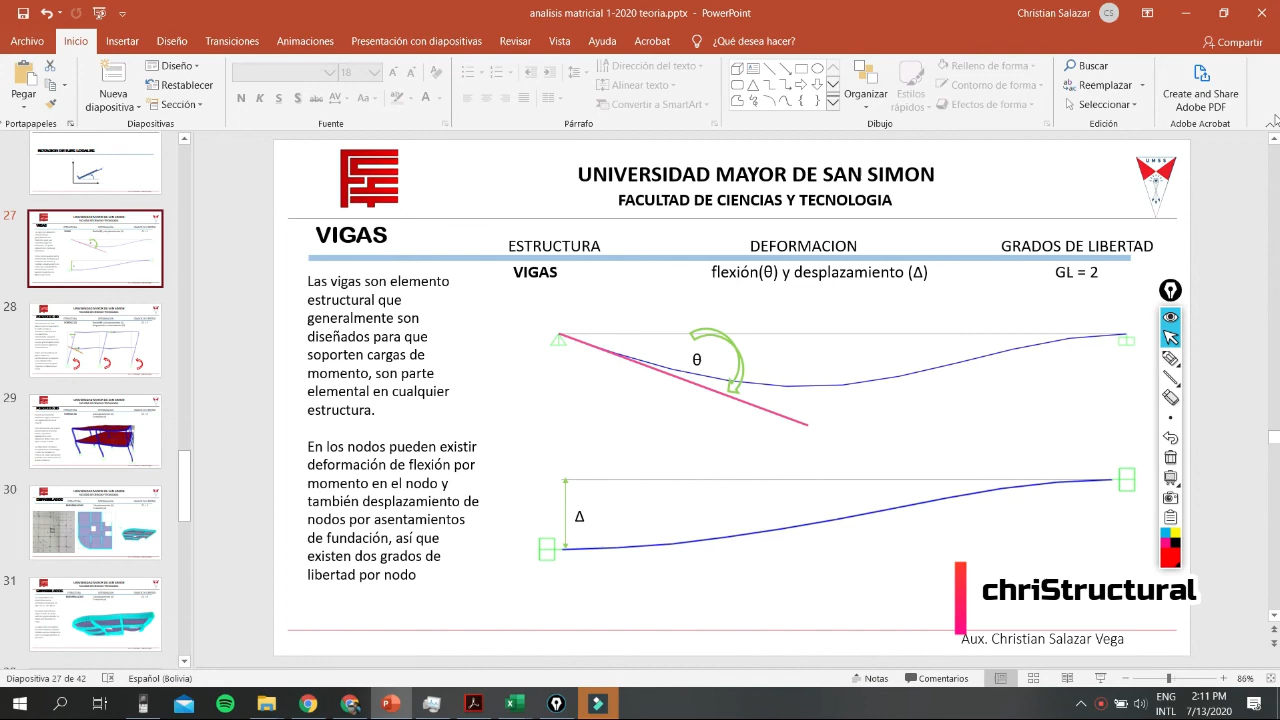 analisis matricial 1-2020 terminado - PowerPoint
Christian Salazar
CS
Archivo
Inicio
Insertar
Diseño
Transiciones
Animaciones
Presentación con diapositivas
Revisar
Vista
Ayuda
Acrobat
¿Qué desea hacer?
Compartir
Pegar
Nueva
diapositiva
Diseño
Restablecer
Sección
18
N K S
Dirección del texto
Alinear texto
Convertir a SmartArt
Organizar
Estilos
rápidos
Relleno de forma
Contorno de forma
Efectos de forma
Buscar
Reemplazar
Seleccionar
Create and Share
Adobe PDF
Portapapeles
Diapositivas
Fuente
Párrafo
Dibujo
Edición
Adobe Acrobat
27
28
UNIVERSIDAD MAYOR DE SAN SIMON
FACULTAD DE CIENCIAS Y TECNOLOGIA
UMSS
VIGAS
ESTRUCTURA DEFORMACION GRADOS DE LIBERTAD
VIGAS flexión(θ) y desplazamiento (Δ) GL = 2
Las vigas son elemento
estructural que
generalmente son
diseñados para que
soporten cargas de
momento, son parte
plemental en cualquier
En los nodos pueden existir
deformación de flexión por
momento en el nodo y
también desplazamiento de
nodos por asentamientos
de fundación, así que
existen dos grados de
libertad por nodo
θ
Δ
chriStructural
Aux. Christian Salazar Vega
Diapositiva 27 de 42
Español (Bolivia)
Notas
Comentarios
86%
ENG
INTL
2:11 PM
7/13/2020